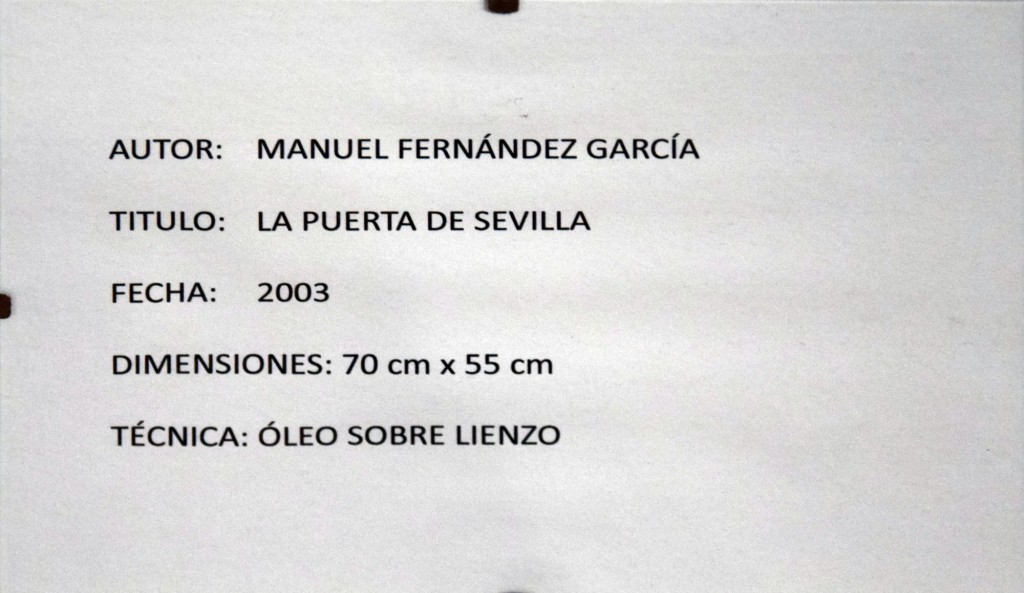 AUTOR: MANUEL FERNÁNDEZ GARCÍA
TITULO: LA PUERTA DE SEVILLA
FECHA: 2003
DIMENSIONES: 70 cm x 55 cm
TÉCNICA: ÓLEO SOBRE LIENZO